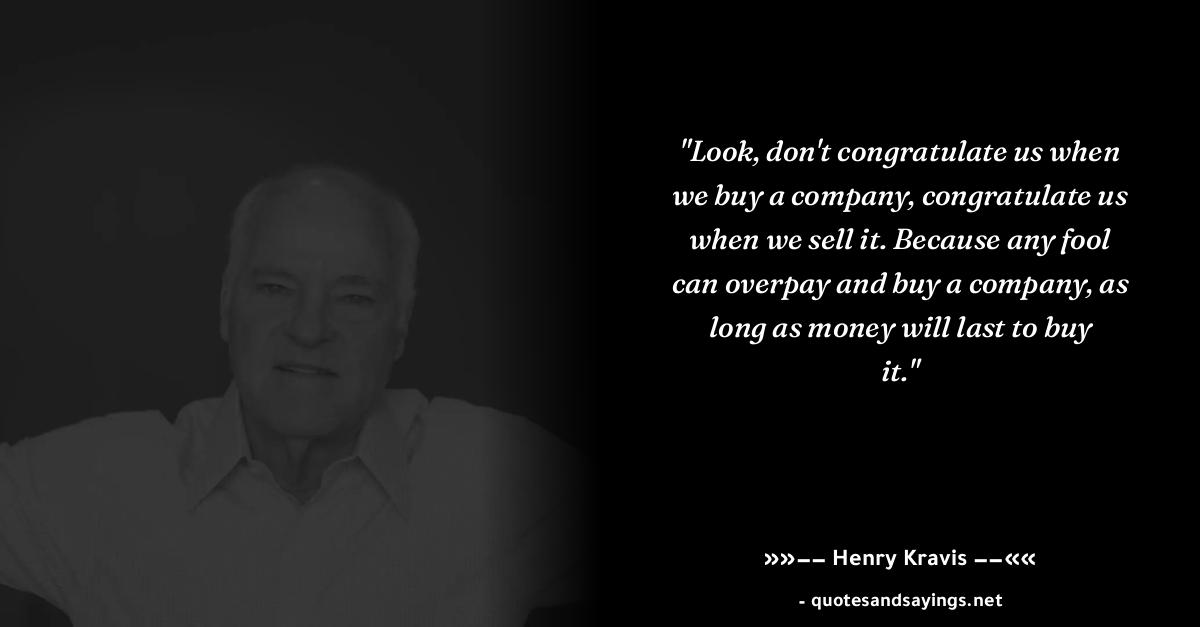 "Look, don't congratulate us when
we buy a company, congratulate us
when we sell it. Because any fool
can overpay and buy a company, as
long as money will last to buy
it."
»»−− Henry Kravis −−««
- quotesandsayings.net